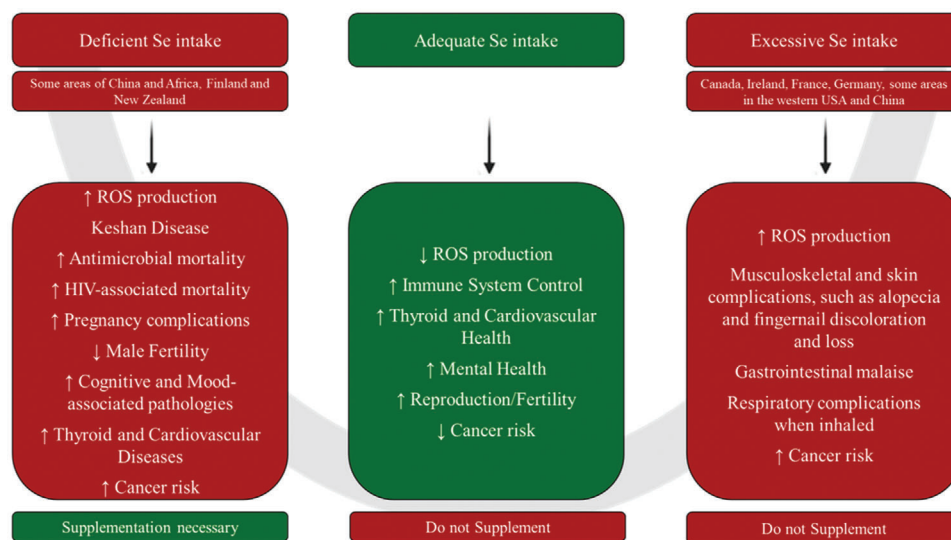 Deficient Se intake
Some areas of China and Africa, Finland and
New Zealand
↑ ROS production
Keshan Disease
↑ Antimicrobial mortality
↑ HIV-associated mortality
↑ Pregnancy complications
↓ Male Fertility
↑ Cognitive and Mood-
associated pathologies
↑ Thyroid and Cardiovascular
Diseases
↑ Cancer risk
Supplementation necessary
Adequate Se intake
↓ ROS production
↑ Immune System Control
↑ Thyroid and Cardiovascular
Health
↑ Mental Health
↑ Reproduction/Fertility
↓ Cancer risk
Do not Supplement
Excessive Se intake
Canada, Ireland, France, Germany, some areas
in the western USA and China
↑ ROS production
Musculoskeletal and skin
complications, such as alopecia
and fingernail discoloration
and loss
Gastrointestinal malaise
Respiratory complications
when inhaled
↑ Cancer risk
Do not Supplement